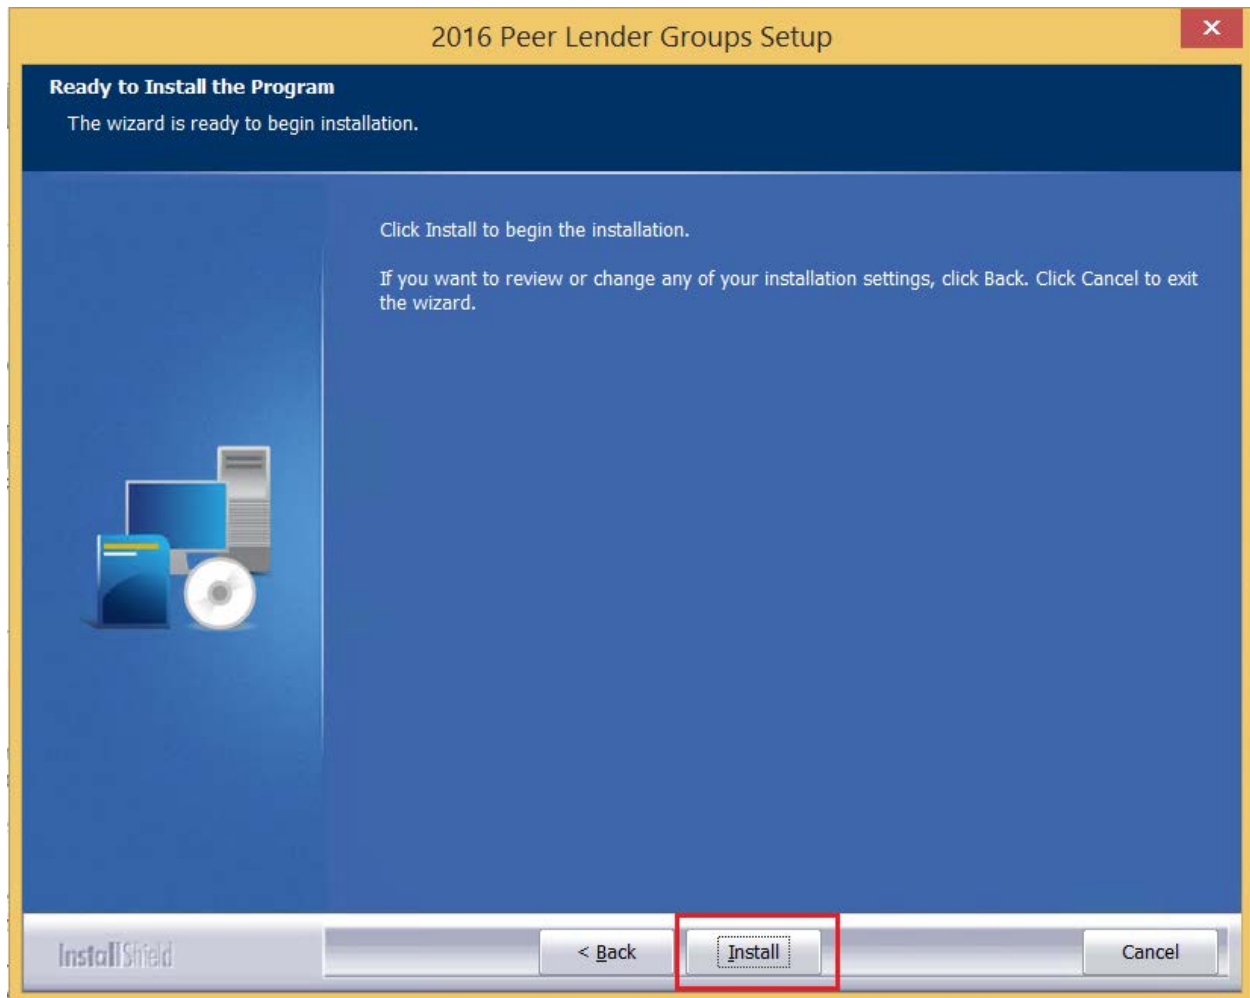 2016 Peer Lender Groups Setup
Ready to Install the Program
The wizard is ready to begin installation.
Click Install to begin the installation.
If you want to review or change any of your installation settings, click Back. Click Cancel to exit
the wizard.
InstallShield
< Back
Install
Cancel